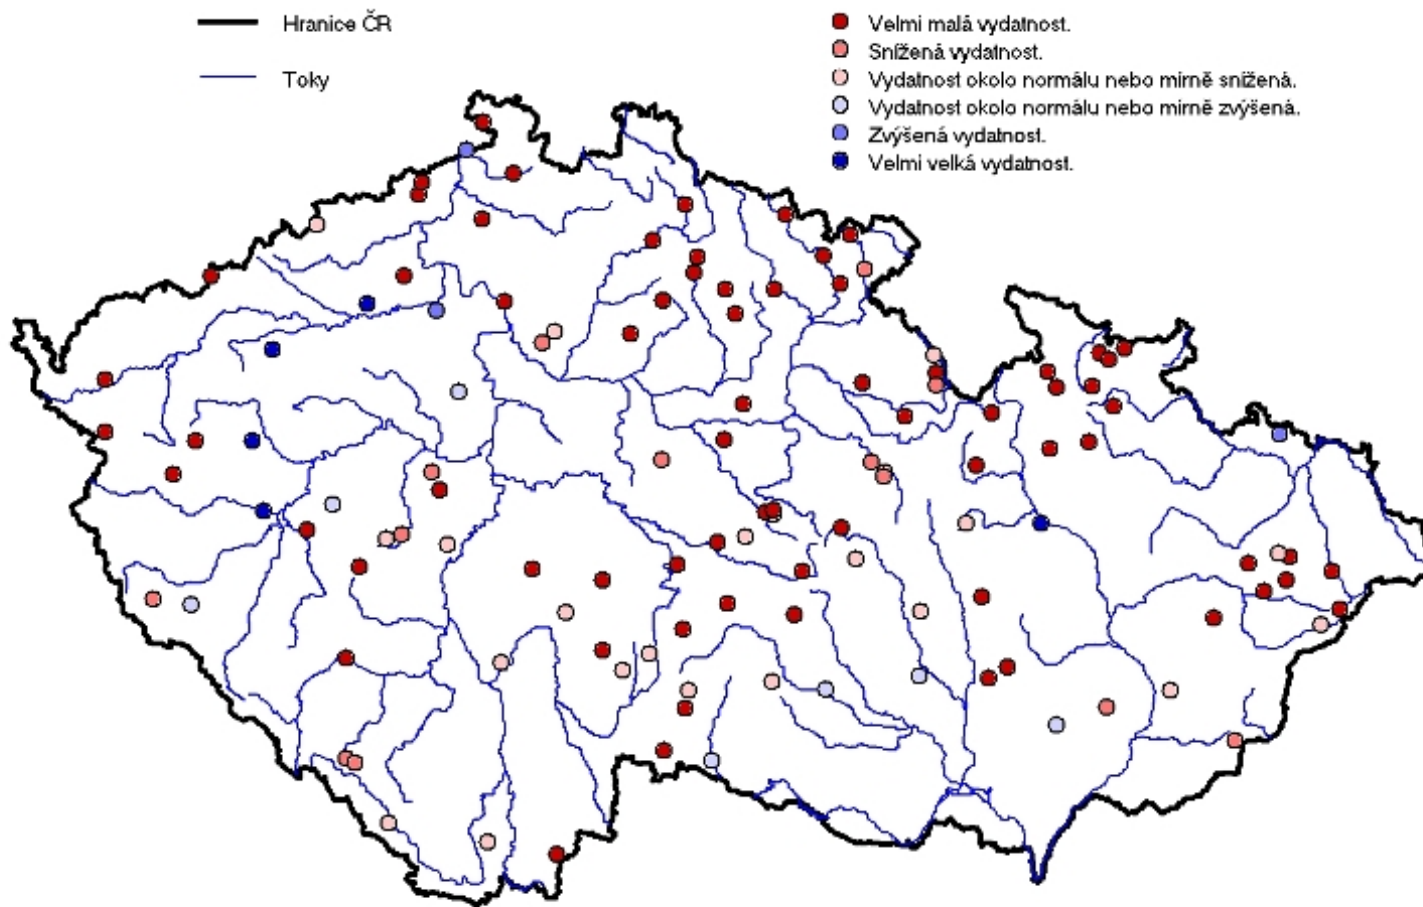 Hranice ČR
Toky
Velmi malá vydatnost.
Snížená vydatnost.
Vydatnost okolo normálu nebo mírně snížená.
Vydatnost okolo normálu nebo mírně zvýšená.
Zvýšená vydatnost.
Velmi velká vydatnost.